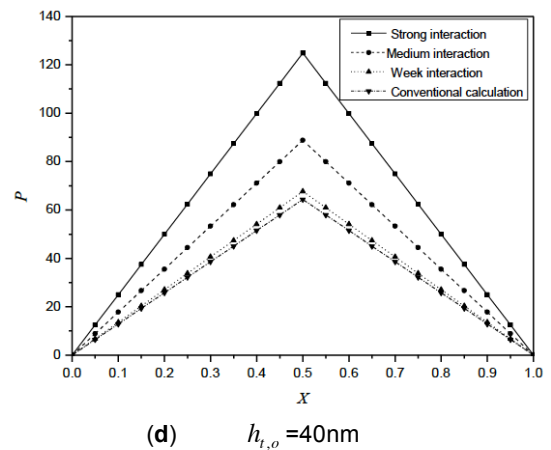 140
120
100
80
60
40
20
0
P
Strong interaction
Medium interaction
Week interaction
Conventional calculation
0.0 0.1 0.2 0.3 0.4 0.5 0.6 0.7 0.8 0.9 1.0
X
(d) h_{t,o} =40nm